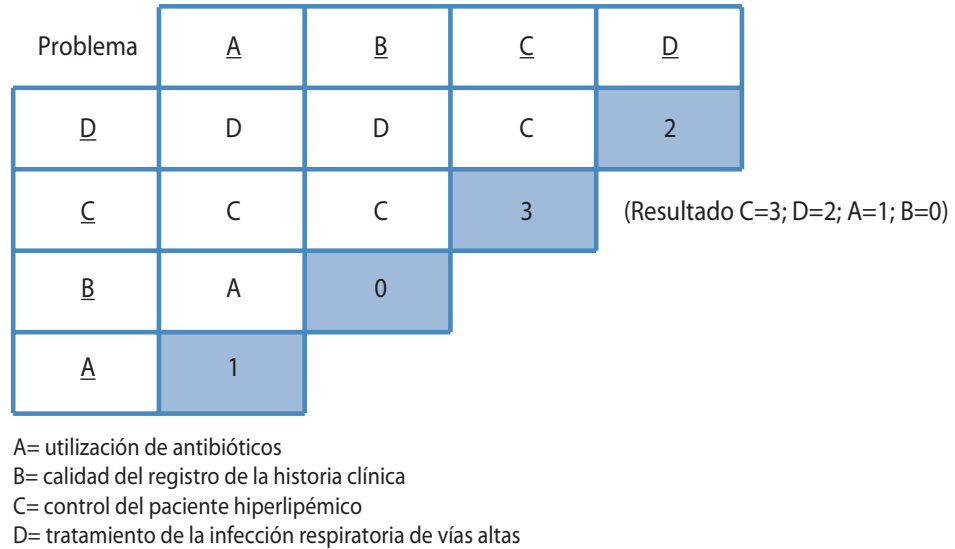 Problema A B C D
D D D C 2
C C C 3 (Resultado C=3; D=2; A=1; B=0)
B A 0
A 1
A= utilización de antibióticos
B= calidad del registro de la historia clínica
C= control del paciente hiperlipémico
D= tratamiento de la infección respiratoria de vías altas